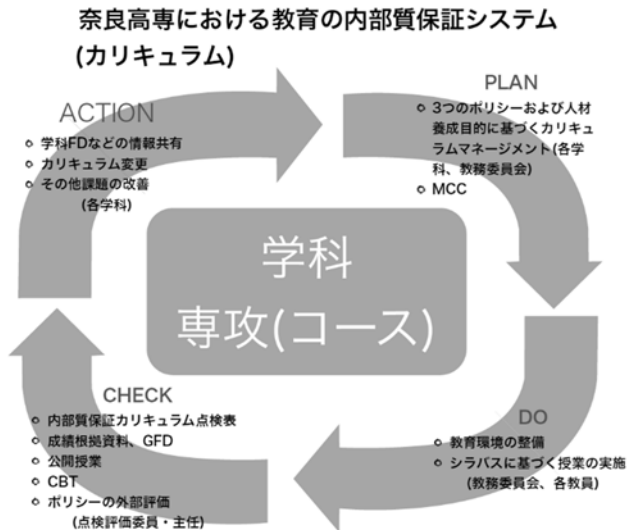 奈良高専における教育の内部質保証システム
(カリキュラム)
PLAN
3つのポリシーおよび人材
養成目的に基づくカリキュ
ラムマネージメント(各学
科、教務委員会)
MCC
DO
教育環境の整備
シラバスに基づく授業の実施
(教務委員会、各教員)
CHECK
内部質保証カリキュラム点検表
成績根拠資料、GFD
公開授業
CBT
ポリシーの外部評価
(点検評価委員・主任)
ACTION
学科FDなどの情報共有
カリキュラム変更
その他課題の改善
(各学科)
学科
専攻(コース)